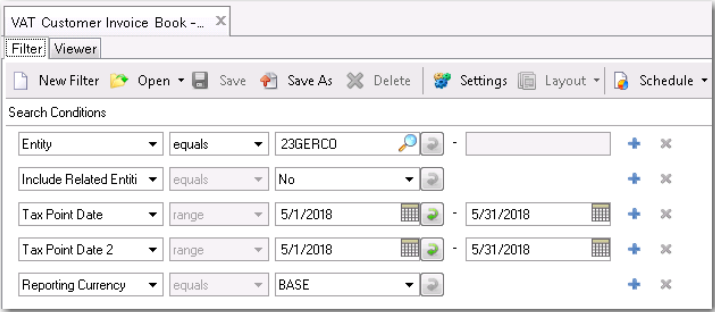 VAT Customer Invoice Book -...
Filter Viewer
New Filter Open Save Save As Delete Settings Layout Schedule
Search Conditions
Entity equals 23GERCO -
Include Related Entiti equals No
Tax Point Date range 5/1/2018 - 5/31/2018
Tax Point Date 2 range 5/1/2018 - 5/31/2018
Reporting Currency equals BASE